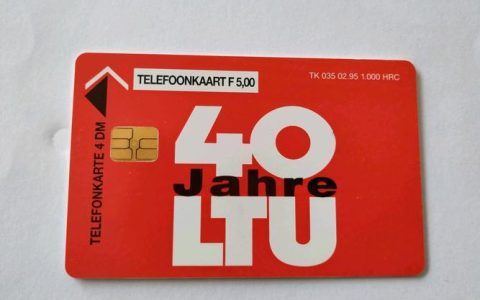 TELEFOONKAART F 5,00
TK 035 02.95 1.000 HRC
TELEFONKARTE 4 DM
40
Jahre
LTU